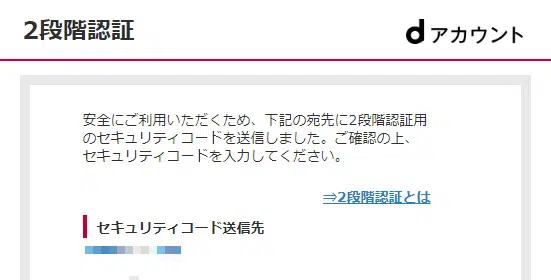 2段階認証
dアカウント
安全にご利用いただくため、下記の宛先に2段階認証用
のセキュリティコードを送信しました。ご確認の上、
セキュリティコードを入力してください。
⇒2段階認証とは
セキュリティコード送信先